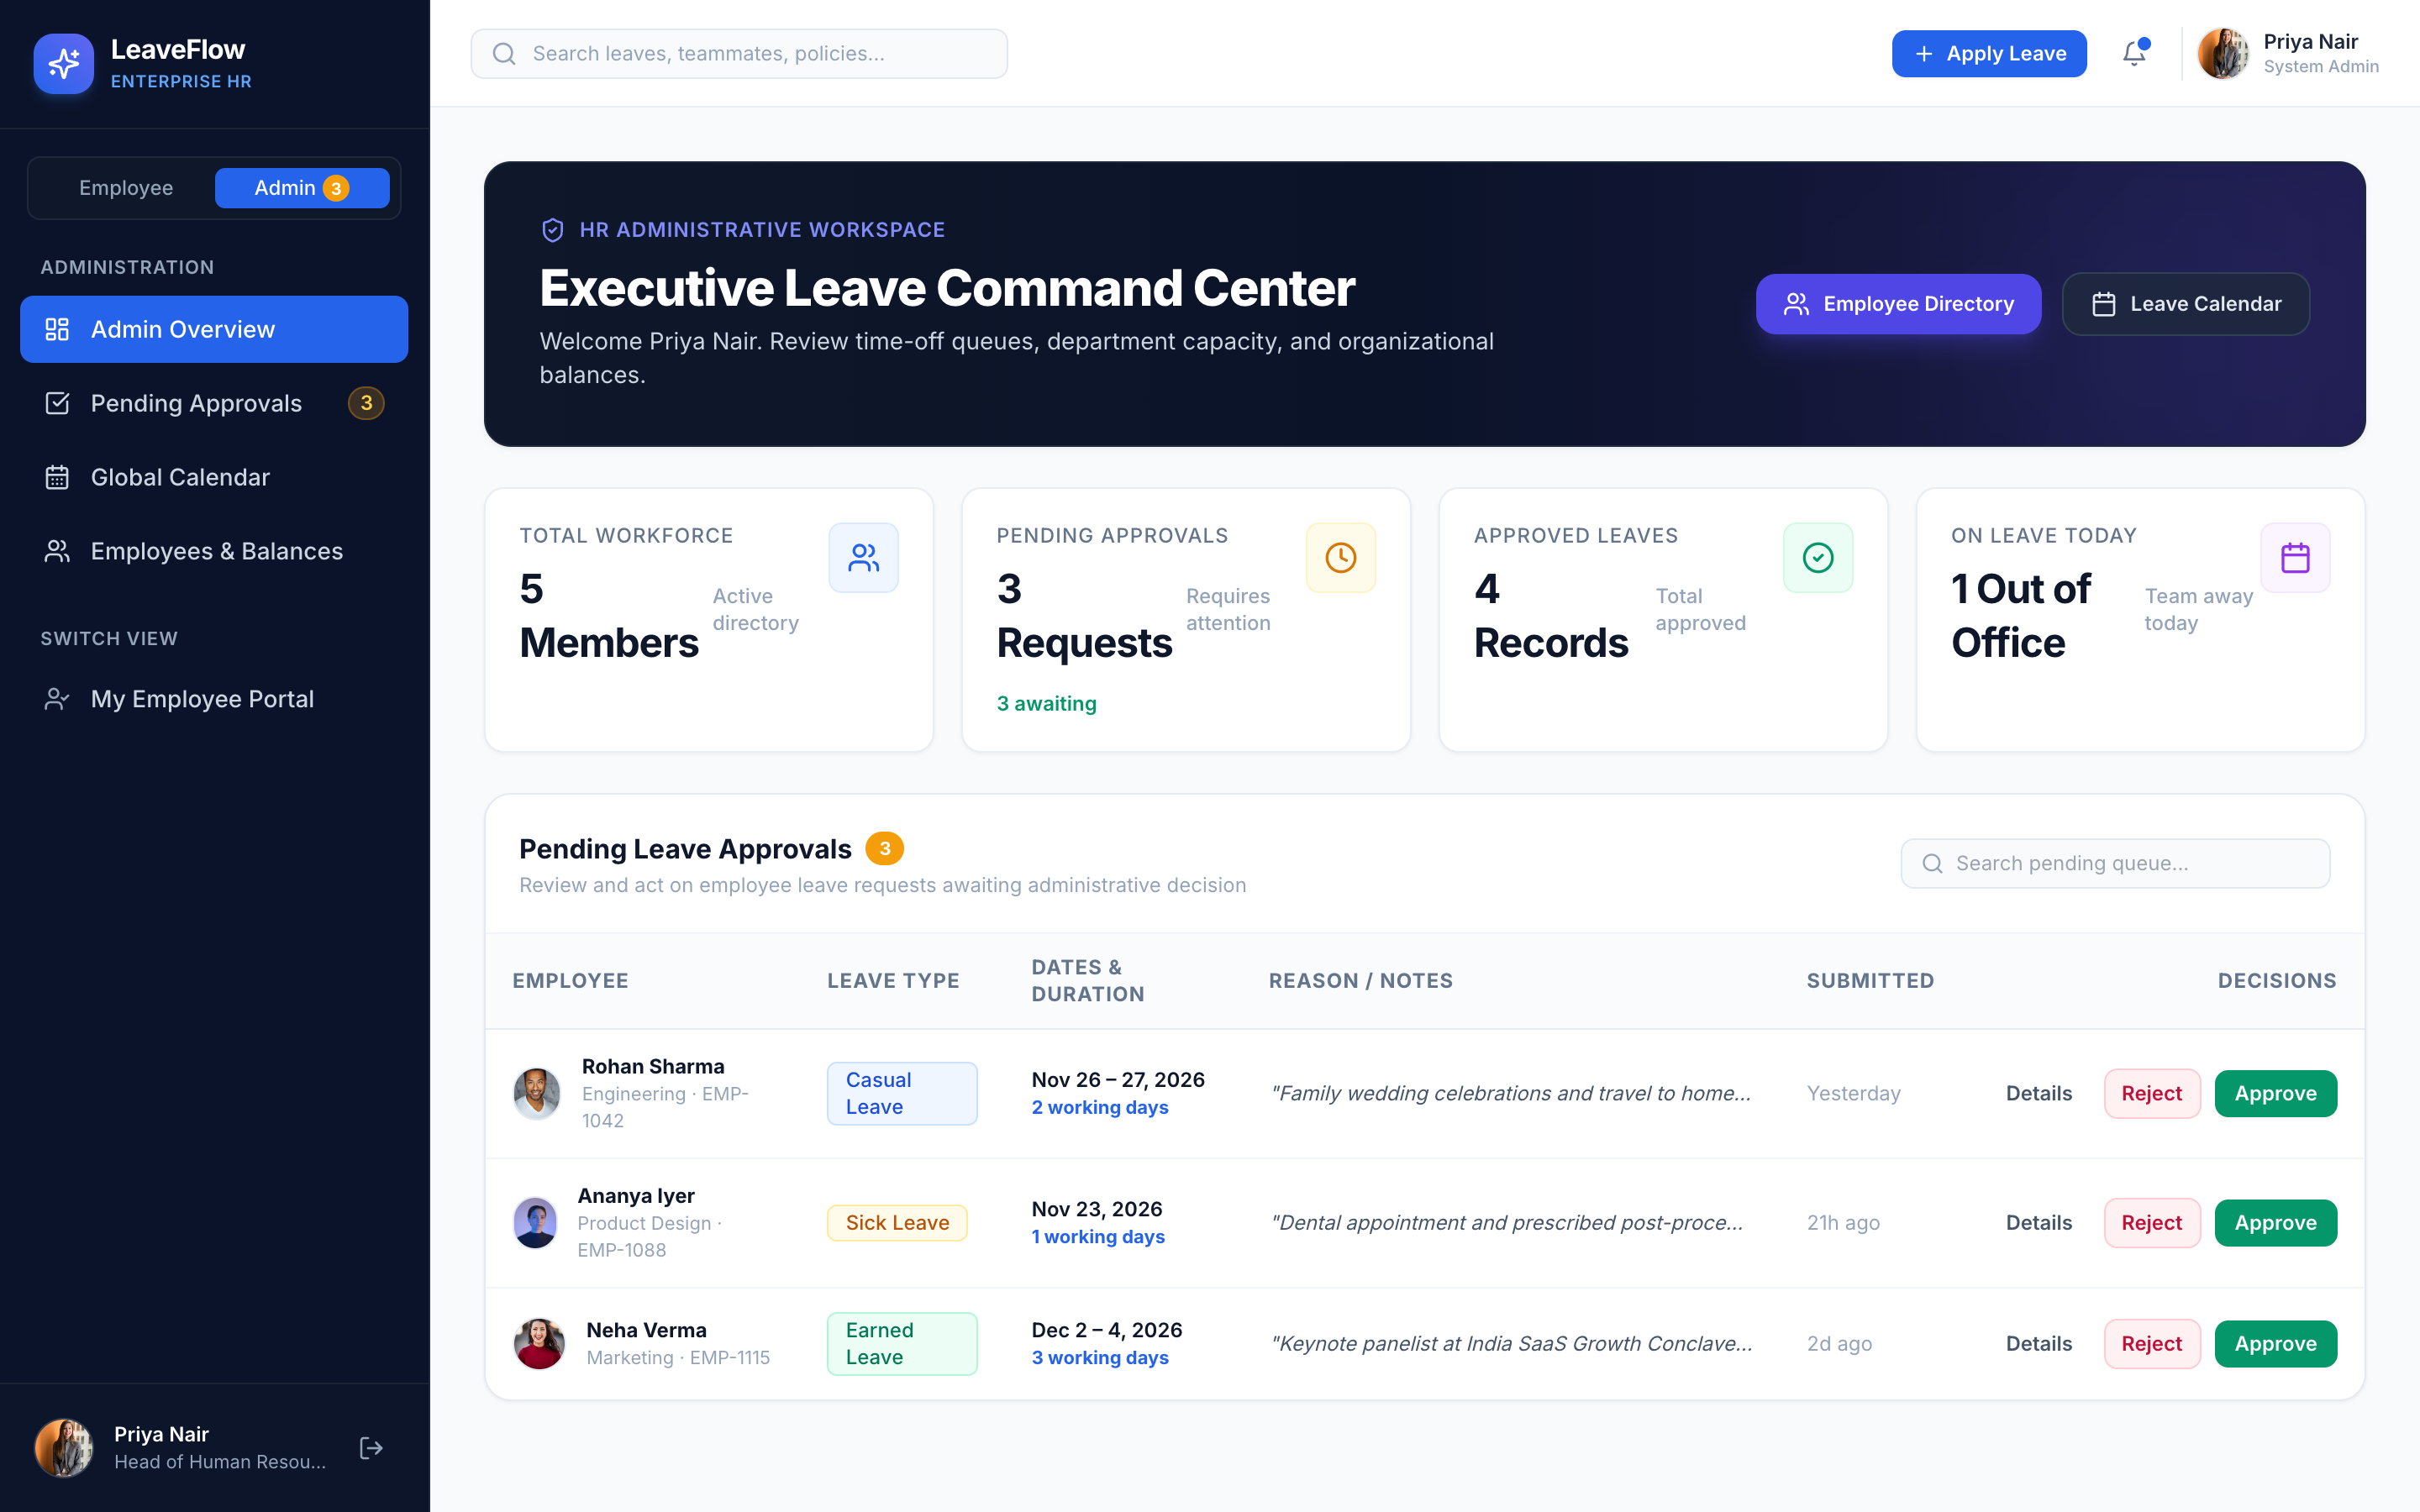 LeaveFlow
ENTERPRISE HR
Employee
Admin 3
ADMINISTRATION
Admin Overview
Pending Approvals 3
Global Calendar
Employees & Balances
SWITCH VIEW
My Employee Portal
Priya Nair
Head of Human Resou...
Search leaves, teammates, policies...
Apply Leave
Priya Nair
System Admin
HR ADMINISTRATIVE WORKSPACE
Executive Leave Command Center
Welcome Priya Nair. Review time-off queues, department capacity, and organizational
balances.
Employee Directory
Leave Calendar
TOTAL WORKFORCE
5
Members
Active
directory
PENDING APPROVALS
3
Requests
Requires
attention
3 awaiting
APPROVED LEAVES
4
Records
Total
approved
ON LEAVE TODAY
1 Out of
Office
Team away
today
Pending Leave Approvals 3
Review and act on employee leave requests awaiting administrative decision
Search pending queue...
EMPLOYEE
LEAVE TYPE
DATES &
DURATION
REASON / NOTES
SUBMITTED
DECISIONS
Rohan Sharma
Engineering · EMP-
1042
Casual
Leave
Nov 26 – 27, 2026
2 working days
"Family wedding celebrations and travel to home...
Yesterday
Details
Reject
Approve
Ananya Iyer
Product Design ·
EMP-1088
Sick Leave
Nov 23, 2026
1 working days
"Dental appointment and prescribed post-proce...
21h ago
Details
Reject
Approve
Neha Verma
Marketing · EMP-1115
Earned
Leave
Dec 2 – 4, 2026
3 working days
"Keynote panelist at India SaaS Growth Conclave...
2d ago
Details
Reject
Approve